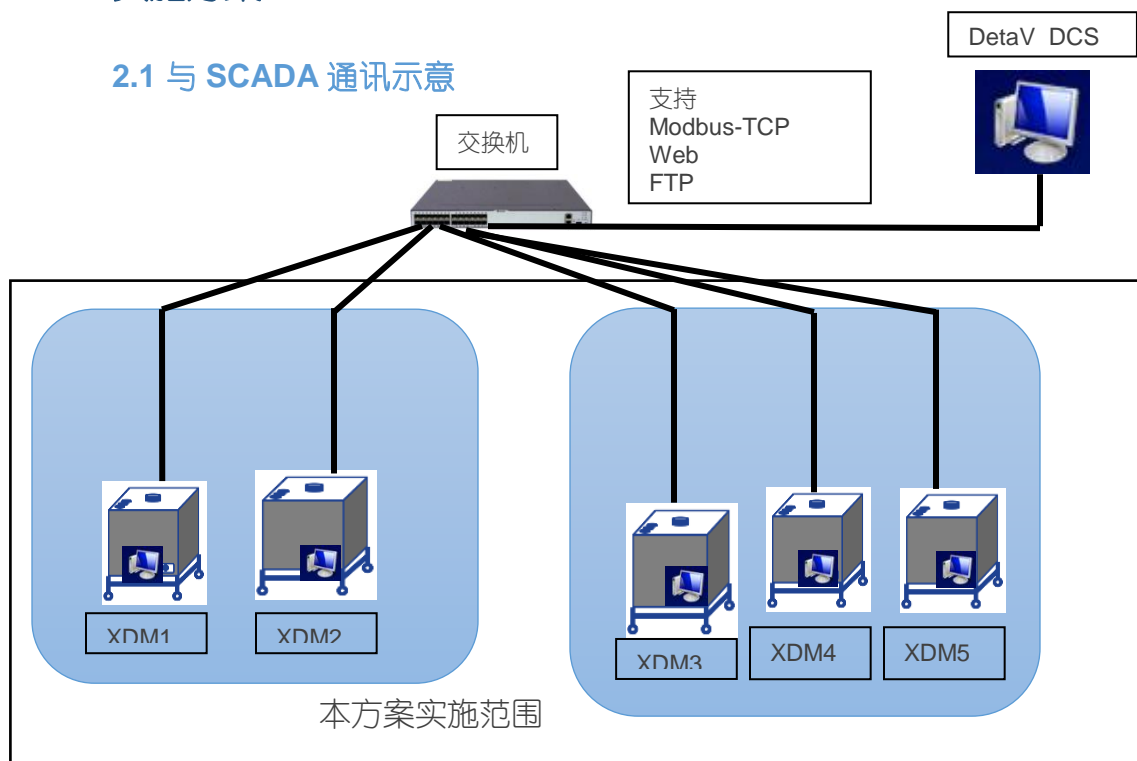 DetaV DCS
2.1 与 SCADA 通讯示意
支持
Modbus-TCP
Web
FTP
交换机
XDM1
XDM2
XDM3
XDM4
XDM5
本方案实施范围